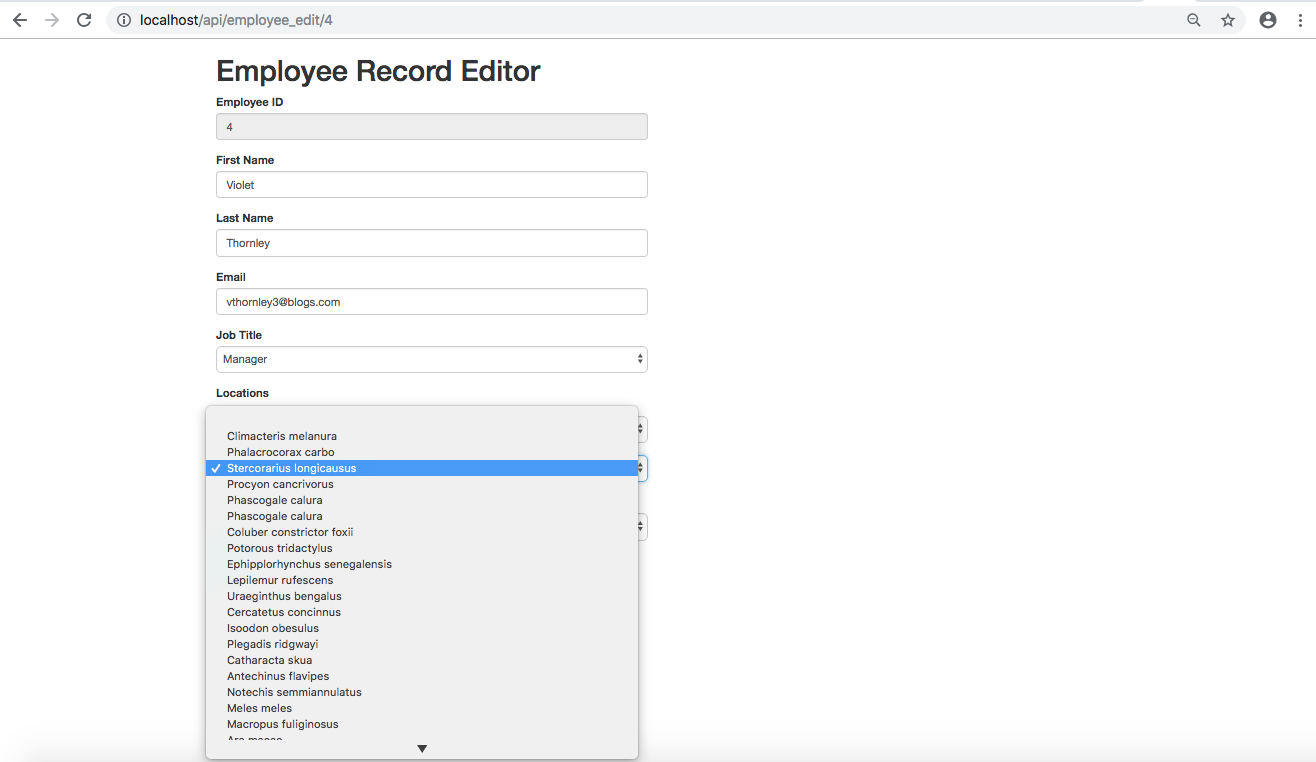 localhost/api/employee_edit/4
Employee Record Editor
Employee ID
4
First Name
Violet
Last Name
Thornley
Email
vthornley3@blogs.com
Job Title
Manager
Locations
Climacteris melanura
Phalacrocorax carbo
✓ Stercorarius longicausus
Procyon cancrivorus
Phascogale calura
Phascogale calura
Coluber constrictor foxii
Potorous tridactylus
Ephipplorhynchus senegalensis
Lepilemur rufescens
Uraeginthus bengalus
Cercatetus concinnus
Isoodon obesulus
Plegadis ridgwayi
Catharacta skua
Antechinus flavipes
Notechis semmiannulatus
Meles meles
Macropus fuliginosus